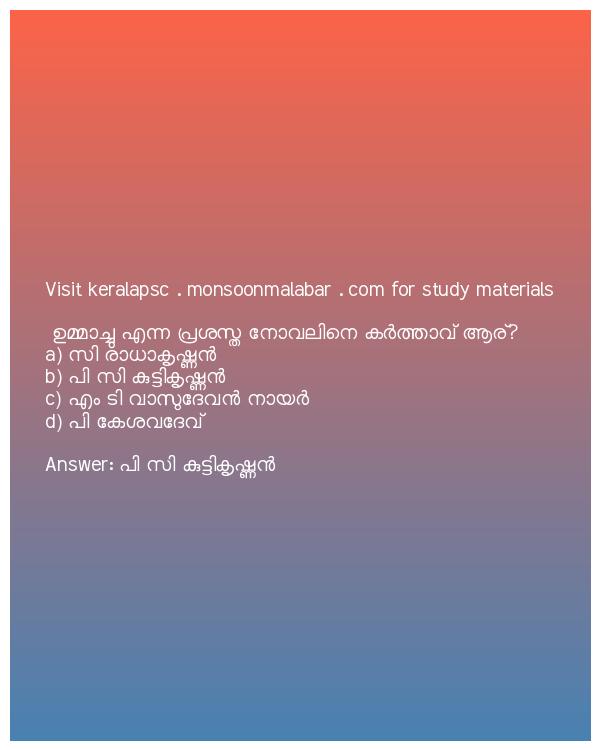 Visit keralapsc . monsoonmalabar . com for study materials
ഉമ്മാച്ചു എന്ന പ്രശസ്ത നോവലിനെ കർത്താവ് ആര്?
a) സി രാധാകൃഷ്ണൻ
b) പി സി കുട്ടികൃഷ്ണൻ
c) എം ടി വാസുദേവൻ നായർ
d) പി കേശവദേവ്
Answer: പി സി കുട്ടികൃഷ്ണൻ